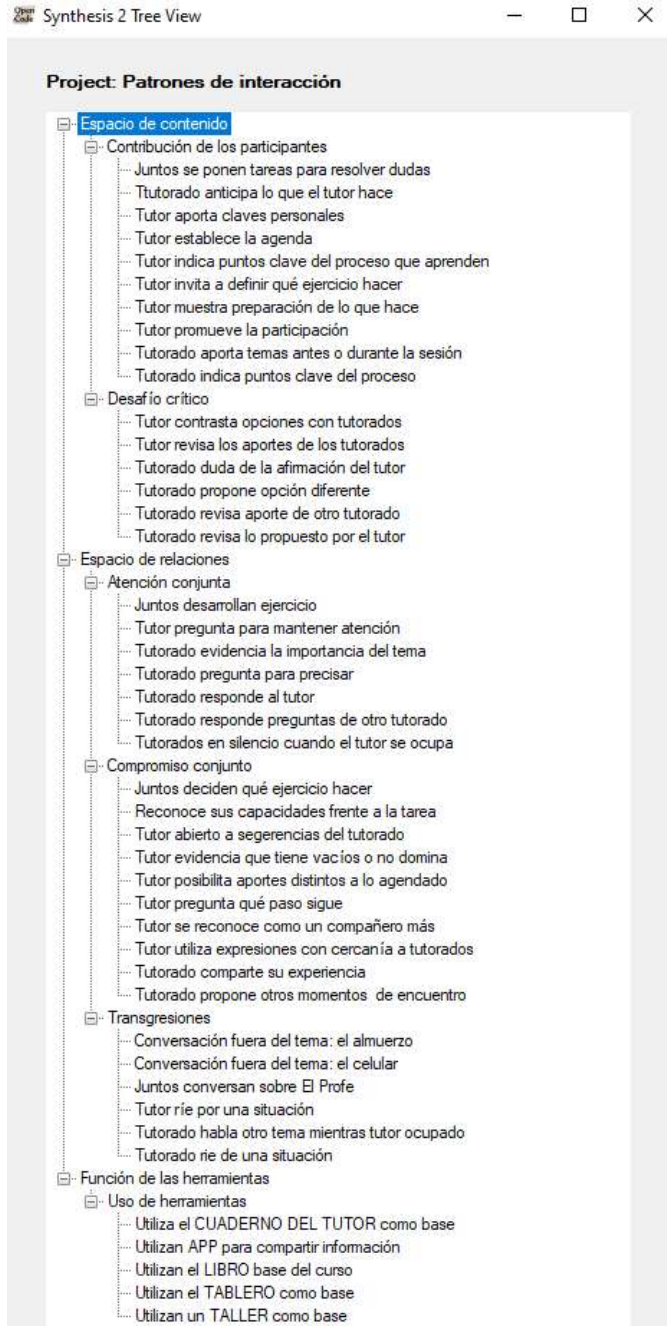 Open Code Synthesis 2 Tree View
Project: Patrones de interacción
Espacio de contenido
Contribución de los participantes
Juntos se ponen tareas para resolver dudas
Ttutorado anticipa lo que el tutor hace
Tutor aporta claves personales
Tutor establece la agenda
Tutor indica puntos clave del proceso que aprenden
Tutor invita a definir qué ejercicio hacer
Tutor muestra preparación de lo que hace
Tutor promueve la participación
Tutorado aporta temas antes o durante la sesión
Tutorado indica puntos clave del proceso
Desafío crítico
Tutor contrasta opciones con tutorados
Tutor revisa los aportes de los tutorados
Tutorado duda de la afirmación del tutor
Tutorado propone opción diferente
Tutorado revisa aporte de otro tutorado
Tutorado revisa lo propuesto por el tutor
Espacio de relaciones
Atención conjunta
Juntos desarrollan ejercicio
Tutor pregunta para mantener atención
Tutorado evidencia la importancia del tema
Tutorado pregunta para precisar
Tutorado responde al tutor
Tutorado responde preguntas de otro tutorado
Tutorados en silencio cuando el tutor se ocupa
Compromiso conjunto
Juntos deciden qué ejercicio hacer
Reconoce sus capacidades frente a la tarea
Tutor abierto a segerencias del tutorado
Tutor evidencia que tiene vacíos o no domina
Tutor posibilita aportes distintos a lo agendado
Tutor pregunta qué paso sigue
Tutor se reconoce como un compañero más
Tutor utiliza expresiones con cercanía a tutorados
Tutorado comparte su experiencia
Tutorado propone otros momentos de encuentro
Transgresiones
Conversación fuera del tema: el almuerzo
Conversación fuera del tema: el celular
Juntos conversan sobre El Profe
Tutor ríe por una situación
Tutorado habla otro tema mientras tutor ocupado
Tutorado rie de una situación
Función de las herramientas
Uso de herramientas
Utiliza el CUADERNO DEL TUTOR como base
Utilizan APP para compartir información
Utilizan el LIBRO base del curso
Utilizan el TABLERO como base
Utilizan un TALLER como base